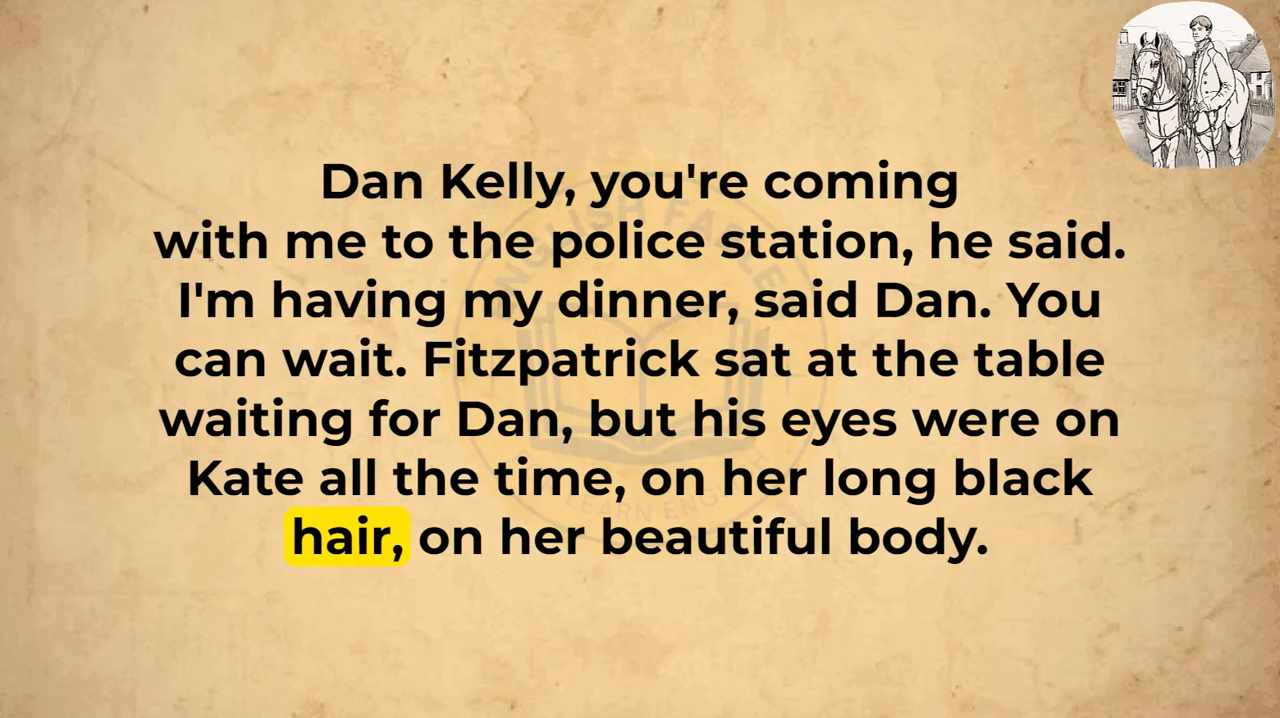 Dan Kelly, you're coming
with me to the police station, he said.
I'm having my dinner, said Dan. You
can wait. Fitzpatrick sat at the table
waiting for Dan, but his eyes were on
Kate all the time, on her long black
hair, on her beautiful body.